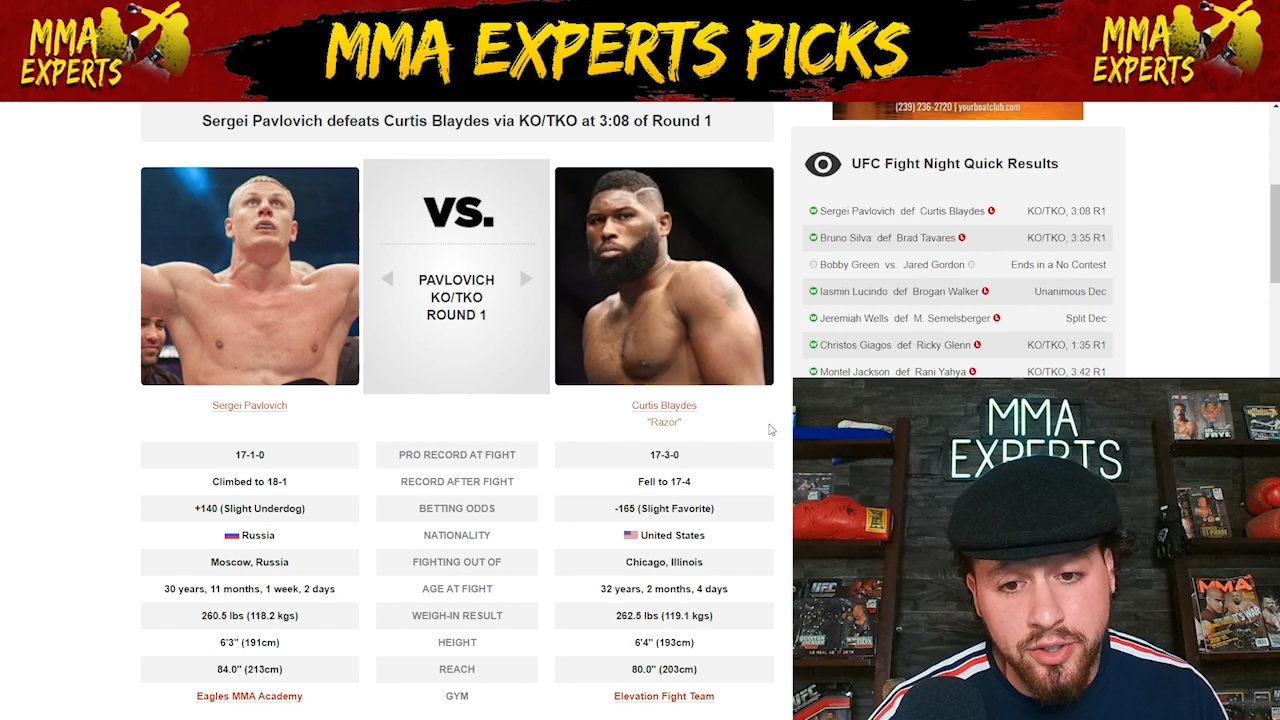 MMA EXPERTS
MMA EXPERTS PICKS
MMA EXPERTS
(239) 236-2720 | yourboatclub.com
Sergei Pavlovich defeats Curtis Blaydes via KO/TKO at 3:08 of Round 1
VS.
PAVLOVICH
KO/TKO
ROUND 1
Sergei Pavlovich
Curtis Blaydes
"Razor"
17-1-0 PRO RECORD AT FIGHT 17-3-0
Climbed to 18-1 RECORD AFTER FIGHT Fell to 17-4
+140 (Slight Underdog) BETTING ODDS -165 (Slight Favorite)
Russia NATIONALITY United States
Moscow, Russia FIGHTING OUT OF Chicago, Illinois
30 years, 11 months, 1 week, 2 days AGE AT FIGHT 32 years, 2 months, 4 days
260.5 lbs (118.2 kgs) WEIGH-IN RESULT 262.5 lbs (119.1 kgs)
6'3" (191cm) HEIGHT 6'4" (193cm)
84.0" (213cm) REACH 80.0" (203cm)
Eagles MMA Academy GYM Elevation Fight Team
UFC Fight Night Quick Results
W Sergei Pavlovich def Curtis Blaydes L KO/TKO, 3:08 R1
W Bruno Silva def Brad Tavares L KO/TKO, 3:35 R1
Bobby Green vs. Jared Gordon Ends in a No Contest
W Iasmin Lucindo def Brogan Walker L Unanimous Dec
W Jeremiah Wells def M. Semelsberger L Split Dec
W Christos Giagos def Ricky Glenn L KO/TKO, 1:35 R1
W Montel Jackson def Rani Yahya L KO/TKO, 3:42 R1
MMA
EXPERTS
FRYE
UFC
MMA